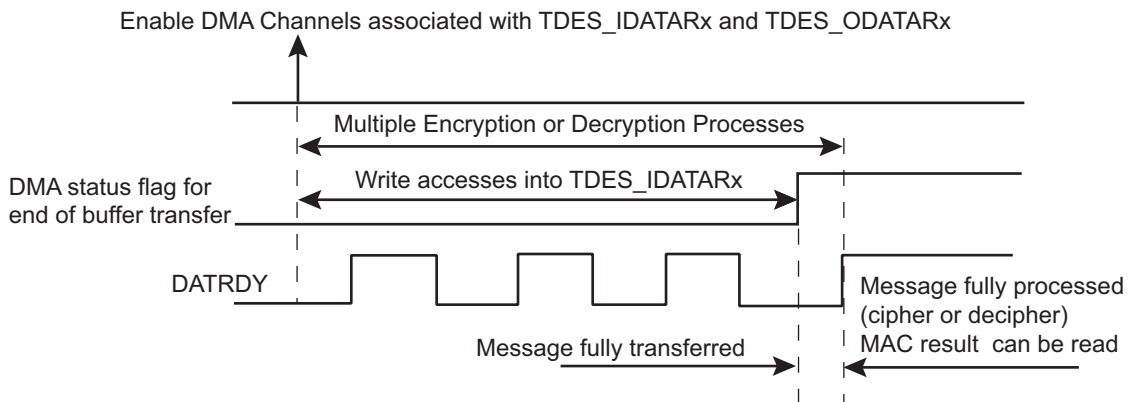 Enable DMA Channels associated with TDES_IDATARx and TDES_ODATARx
Multiple Encryption or Decryption Processes
DMA status flag for
end of buffer transfer
Write accesses into TDES_IDATARx
DATRDY
Message fully processed
(cipher or decipher)
MAC result can be read
Message fully transferred